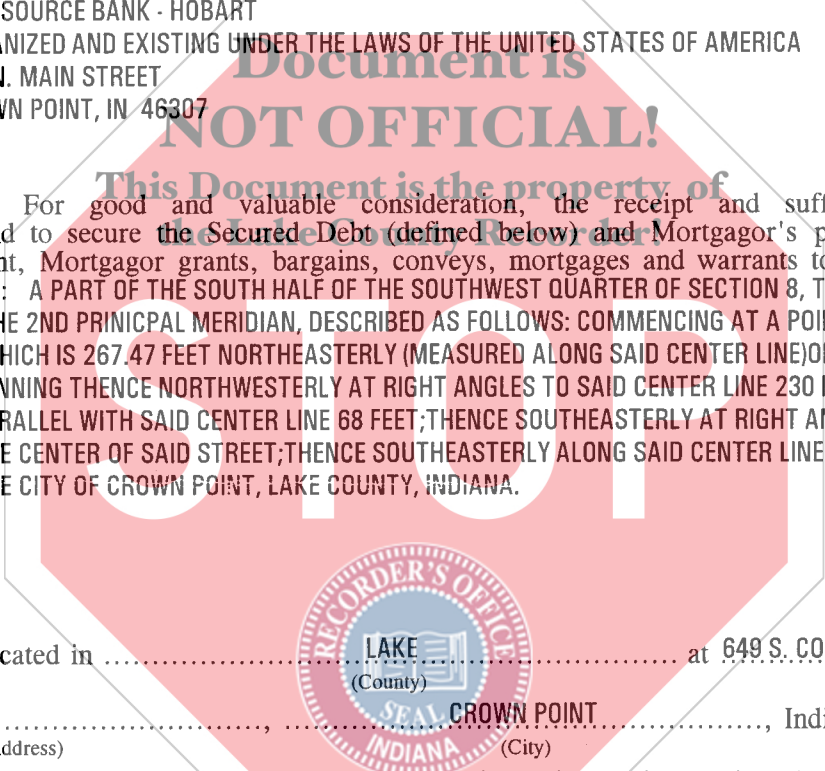 SOURCE BANK - HOBART
ANIZED AND EXISTING UNDER THE LAWS OF THE UNITED STATES OF AMERICA
N. MAIN STREET
WN POINT, IN 46307
Document is
NOT OFFICIAL!
This Document is the property of
the Lake County Recorder!
For good and valuable consideration, the receipt and suff
d to secure the Secured Debt (defined below) and Mortgagor's p
nt, Mortgagor grants, bargains, conveys, mortgages and warrants to
: A PART OF THE SOUTH HALF OF THE SOUTHWEST QUARTER OF SECTION 8, T
HE 2ND PRINICPAL MERIDIAN, DESCRIBED AS FOLLOWS: COMMENCING AT A POI
HICH IS 267.47 FEET NORTHEASTERLY (MEASURED ALONG SAID CENTER LINE)O
NNING THENCE NORTHWESTERLY AT RIGHT ANGLES TO SAID CENTER LINE 230
RALLEL WITH SAID CENTER LINE 68 FEET;THENCE SOUTHEASTERLY AT RIGHT A
E CENTER OF SAID STREET;THENCE SOUTHEASTERLY ALONG SAID CENTER LINE
E CITY OF CROWN POINT, LAKE COUNTY, INDIANA.
STOP
RECORDER'S OFFICE
SEAL
INDIANA
cated in .................... LAKE .................... at 649 S. CO
(County)
...................., .................... CROWN POINT ...................., Indi
ddress) (City)